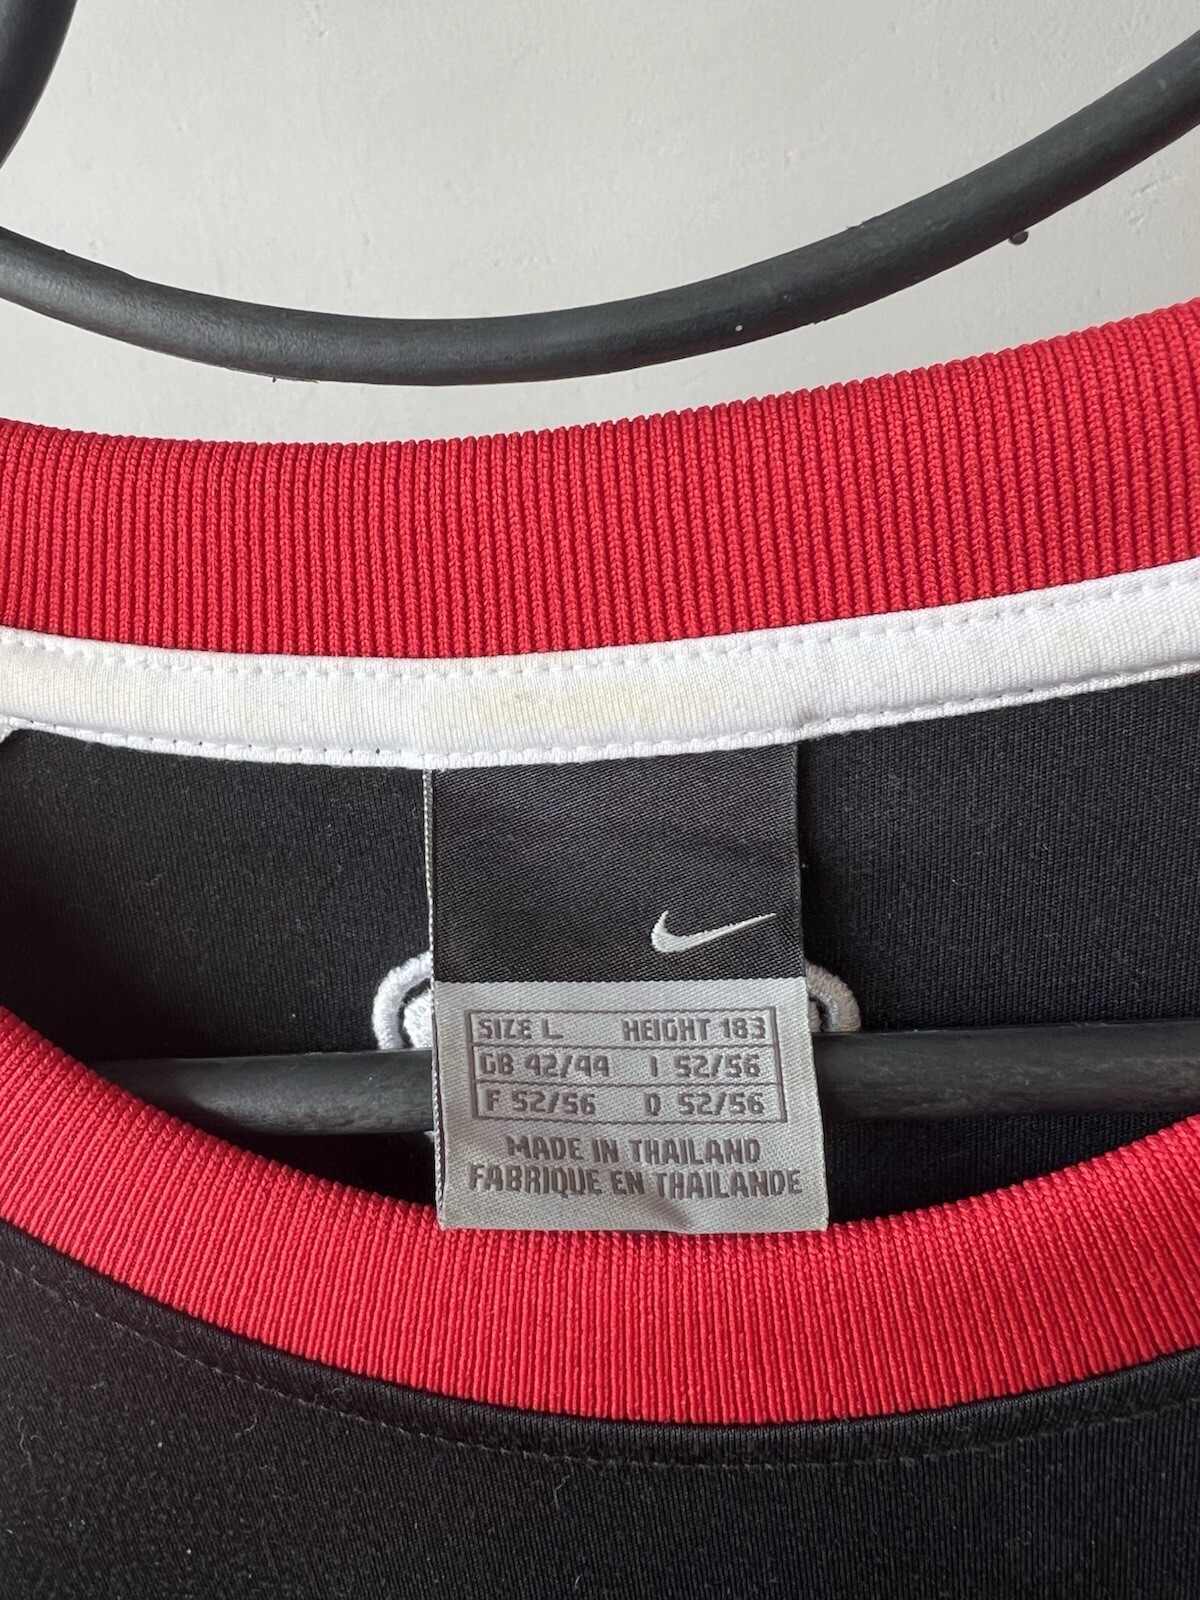 SIZE L HEIGHT 183
GB 42/44 I 52/56
F 52/56 D 52/56
MADE IN THAILAND
FABRIQUE EN THAILANDE